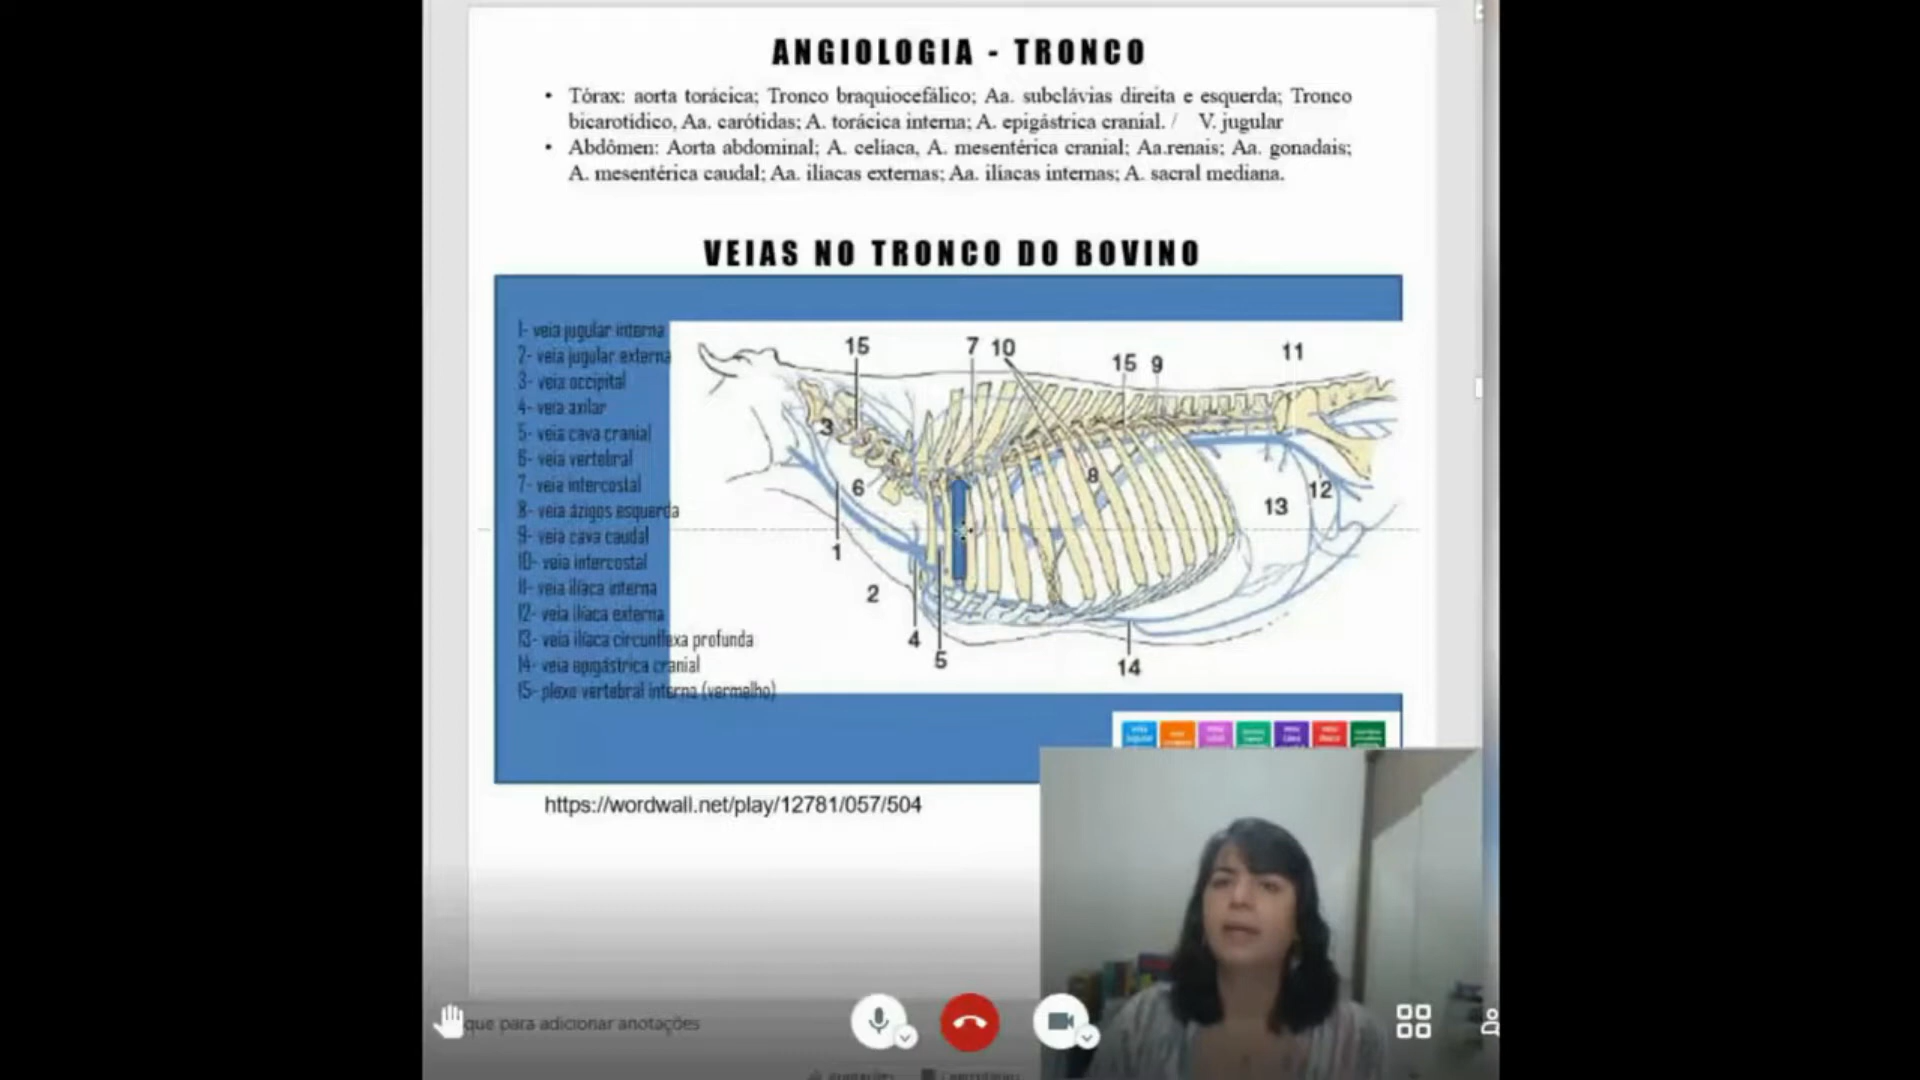 ANGIOLOGIA - TRONCO
• Tórax: aorta torácica; Tronco braquiocefálico; Aa. subclávias direita e esquerda; Tronco
bicarotídico, Aa. carótidas; A. torácica interna; A. epigástrica cranial. / V. jugular
• Abdômen: Aorta abdominal; A. celíaca, A. mesentérica cranial; Aa.renais; Aa. gonadais;
A. mesentérica caudal; Aa. ilíacas externas; Aa. ilíacas internas; A. sacral mediana.
VEIAS NO TRONCO DO BOVINO
1- veia jugular interna
2- veia jugular externa
3- veia occipital
4- veia axilar
5- veia cava cranial
6- veia vertebral
7- veia intercostal
8- veia ázigos esquerda
9- veia cava caudal
10- veia intercostal
11- veia ilíaca interna
12- veia ilíaca externa
13- veia ilíaca circunflexa profunda
14- veia epigástrica cranial
15- plexo vertebral interno (vermelho)
15 7 10 15 9 11
3 8
6 13 12
1
2
4
5 14
https://wordwall.net/play/12781/057/504
que para adicionar anotações